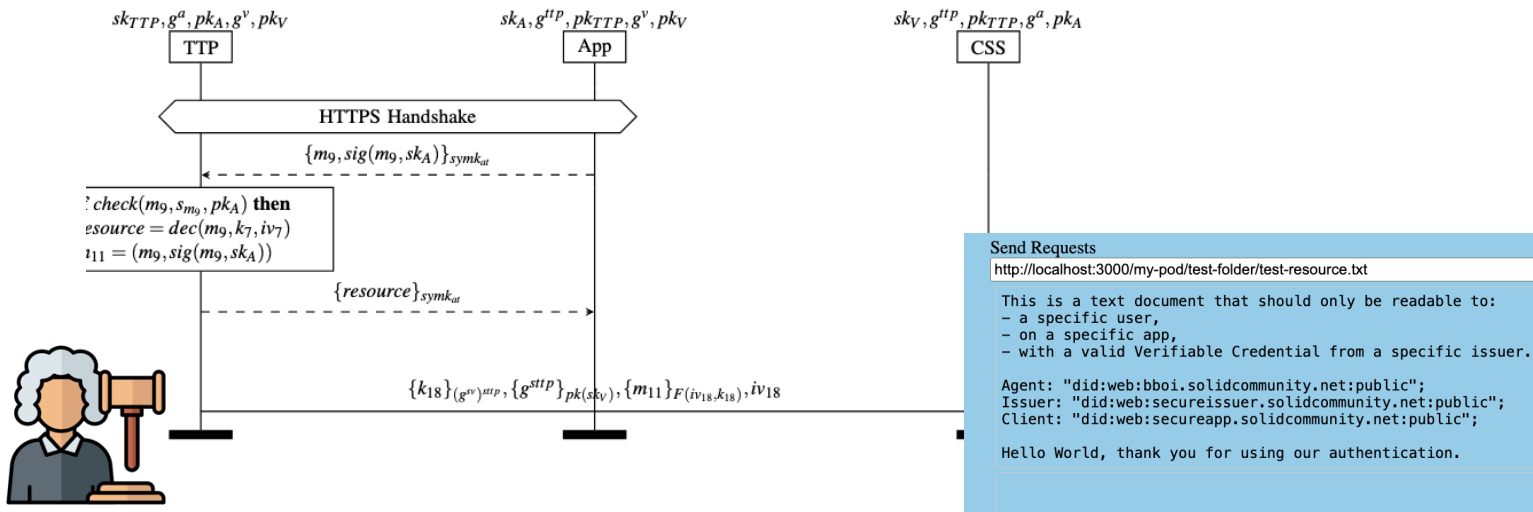 sk_{TTP}, g^a, pk_A, g^v, pk_V
sk_A, g^{ttp}, pk_{TTP}, g^v, pk_V
sk_V, g^{ttp}, pk_{TTP}, g^a, pk_A
TTP
App
CSS
HTTPS Handshake
{m_9, sig(m_9, sk_A)}_{symk_{at}}
check(m_9, s_{m_9}, pk_A) then
esource = dec(m_9, k_7, iv_7)
_{11} = (m_9, sig(m_9, sk_A))
{resource}_{symk_{at}}
{k_{18}}_{(g^{sv})^{sttp}}, {g^{sttp}}_{pk(sk_V)}, {m_{11}}_{F(iv_{18}, k_{18})}, iv_{18}
Send Requests
http://localhost:3000/my-pod/test-folder/test-resource.txt
This is a text document that should only be readable to:
- a specific user,
- on a specific app,
- with a valid Verifiable Credential from a specific issuer.
Agent: "did:web:bboi.solidcommunity.net:public";
Issuer: "did:web:secureissuer.solidcommunity.net:public";
Client: "did:web:secureapp.solidcommunity.net:public";
Hello World, thank you for using our authentication.